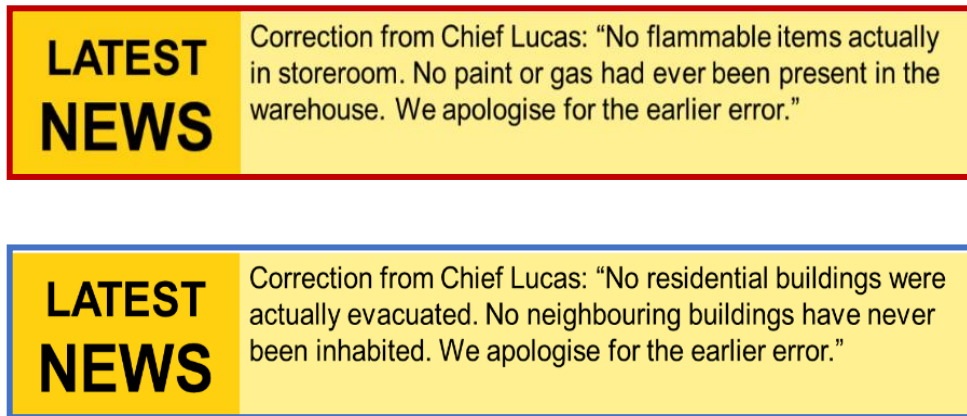 LATEST
NEWS
Correction from Chief Lucas: “No flammable items actually
in storeroom. No paint or gas had ever been present in the
warehouse. We apologise for the earlier error.”
LATEST
NEWS
Correction from Chief Lucas: “No residential buildings were
actually evacuated. No neighbouring buildings have never
been inhabited. We apologise for the earlier error.”